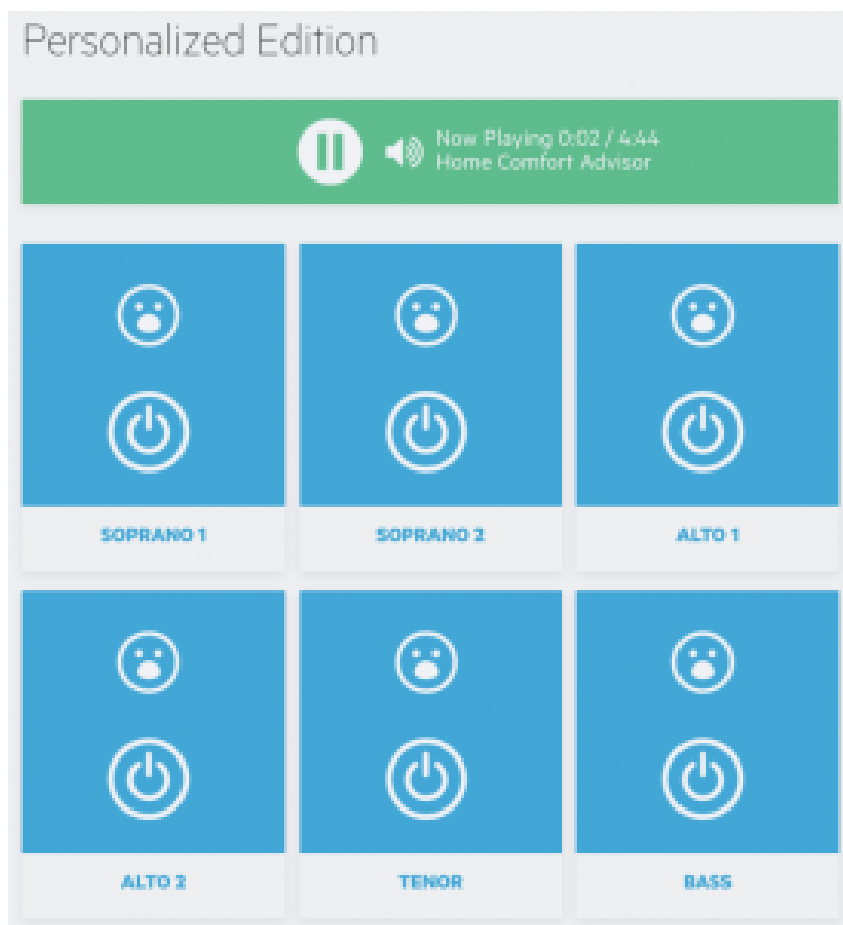 Personalized Edition
Now Playing 0:02 / 4:44
Home Comfort Advisor
SOPRANO 1
SOPRANO 2
ALTO 1
ALTO 2
TENOR
BASS